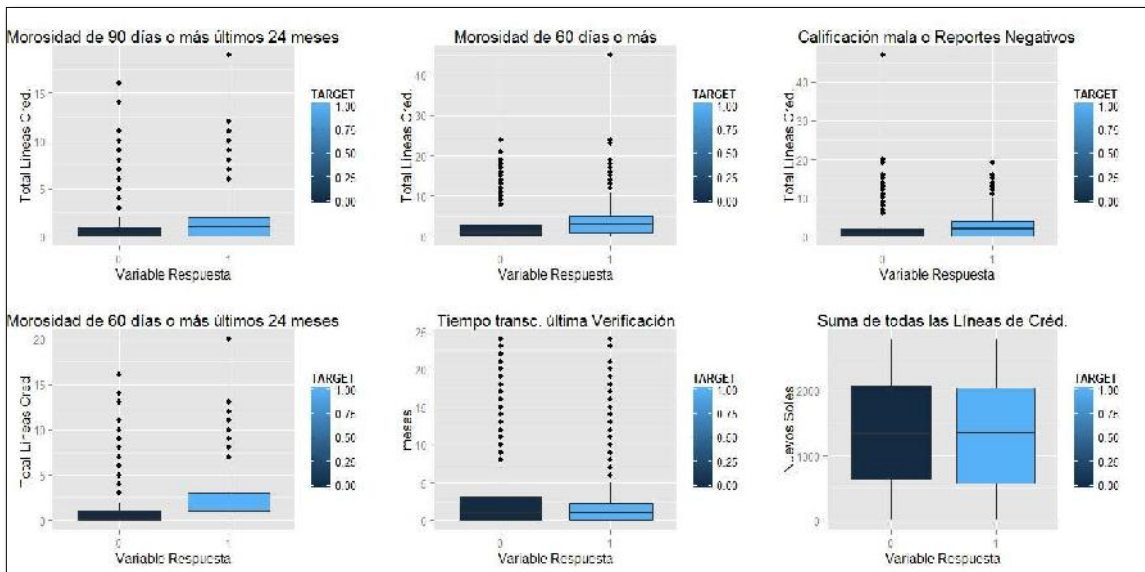 Morosidad de 90 días o más últimos 24 meses
Total Líneas Cred.
15
10
5
0
0
1
Variable Respuesta
TARGET
1.00
0.75
0.50
0.25
0.00
Morosidad de 60 días o más
Total Líneas Cred.
40
30
20
10
0
0
1
Variable Respuesta
TARGET
1.00
0.75
0.50
0.25
0.00
Calificación mala o Reportes Negativos
Total Líneas Cred.
40
30
20
10
0
0
1
Variable Respuesta
TARGET
1.00
0.75
0.50
0.25
0.00
Morosidad de 60 días o más últimos 24 meses
Total Líneas Cred.
20
15
10
5
0
0
1
Variable Respuesta
TARGET
1.00
0.75
0.50
0.25
0.00
Tiempo transc. última Verificación
meses
25
20
15
10
5
0
0
1
Variable Respuesta
TARGET
1.00
0.75
0.50
0.25
0.00
Suma de todas las Líneas de Créd.
Nuevos Soles
2000
1000
0
0
1
Variable Respuesta
TARGET
1.00
0.75
0.50
0.25
0.00